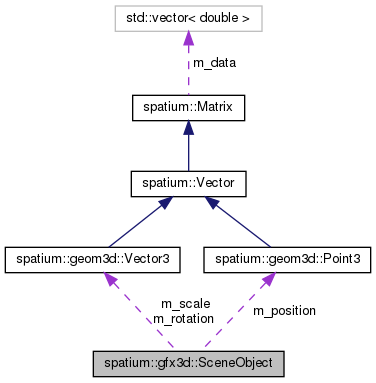 std::vector< double >
m_data
spatium::Matrix
spatium::Vector
spatium::geom3d::Vector3
spatium::geom3d::Point3
m_scale
m_rotation
m_position
spatium::gfx3d::SceneObject